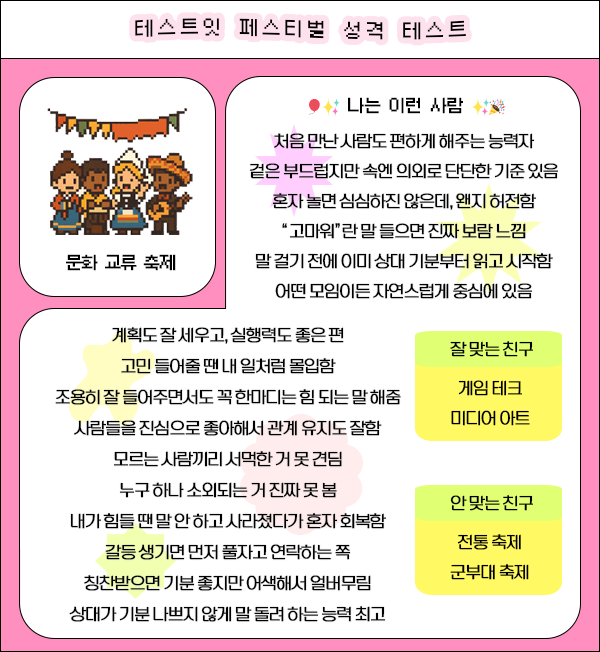 테스트잇 페스티벌 성격 테스트
문화 교류 축제
나는 이런 사람
처음 만난 사람도 편하게 해주는 능력자
겉은 부드럽지만 속엔 의외로 단단한 기준 있음
혼자 놀면 심심하진 않은데, 왠지 허전함
“고마워”란 말 들으면 진짜 보람 느낌
말 걸기 전에 이미 상대 기분부터 읽고 시작함
어떤 모임이든 자연스럽게 중심에 있음
계획도 잘 세우고, 실행력도 좋은 편
고민 들어줄 땐 내 일처럼 몰입함
조용히 잘 들어주면서도 꼭 한마디는 힘 되는 말 해줌
사람들을 진심으로 좋아해서 관계 유지도 잘함
모르는 사람끼리 서먹한 거 못 견딤
누구 하나 소외되는 거 진짜 못 봄
내가 힘들 땐 말 안 하고 사라졌다가 혼자 회복함
갈등 생기면 먼저 풀자고 연락하는 쪽
칭찬받으면 기분 좋지만 어색해서 얼버무림
상대가 기분 나쁘지 않게 말 돌려 하는 능력 최고
잘 맞는 친구
게임 테크
미디어 아트
안 맞는 친구
전통 축제
군부대 축제